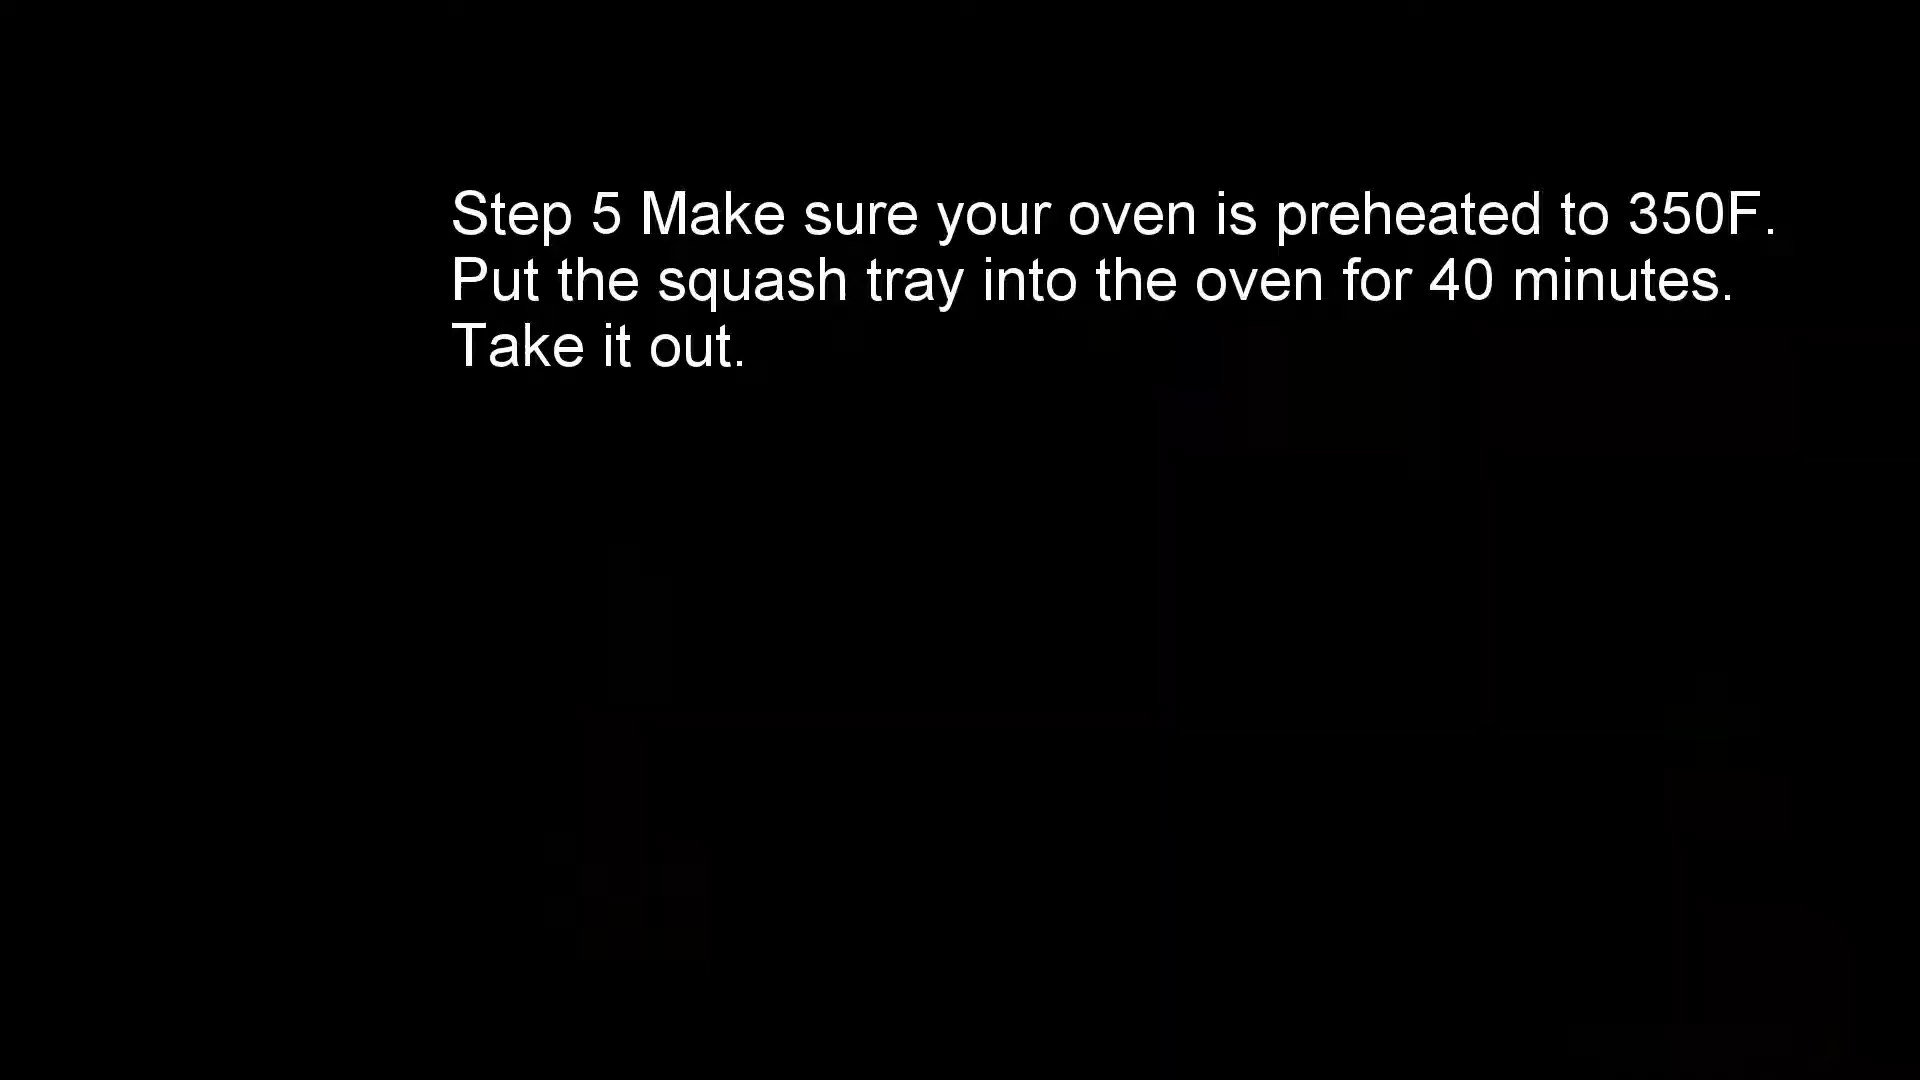 Step 5 Make sure your oven is preheated to 350F.
Put the squash tray into the oven for 40 minutes.
Take it out.